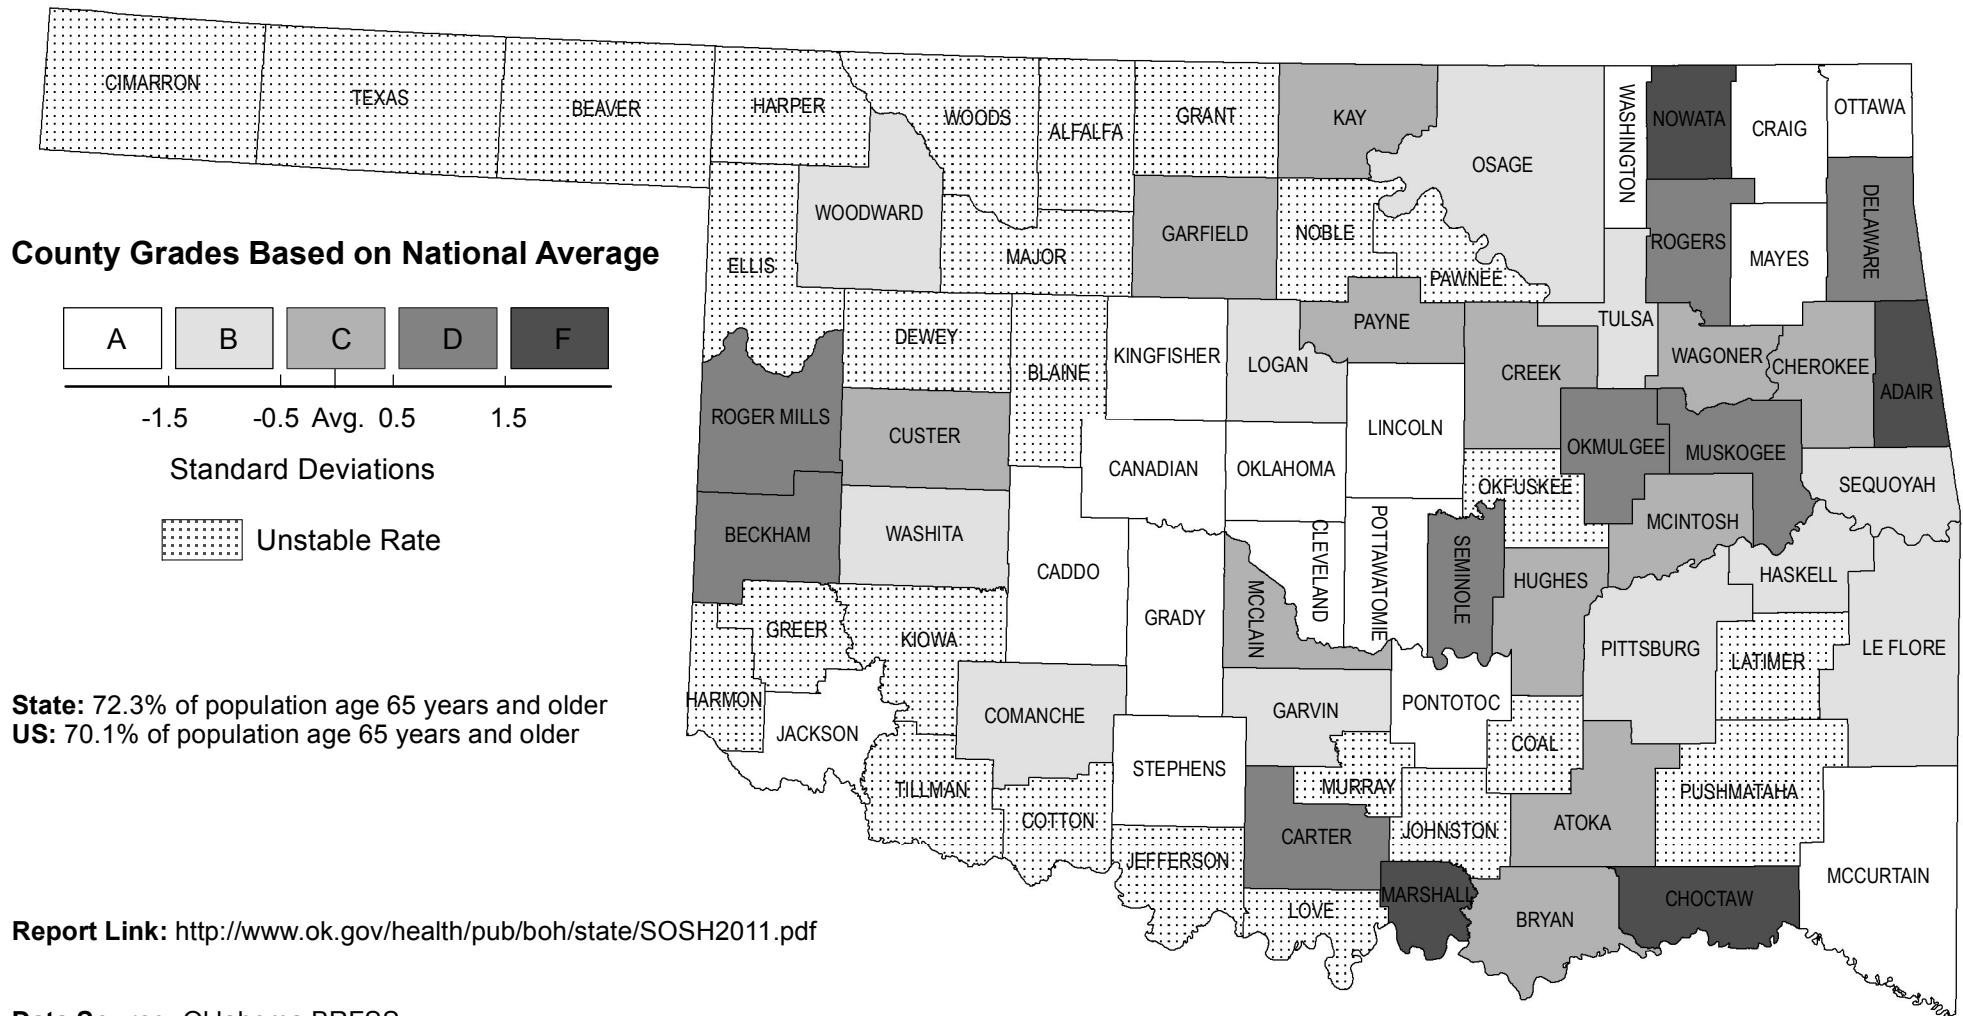 CIMARRON
TEXAS
BEAVER
HARPER
WOODS
ALFALFA
GRANT
KAY
OSAGE
WASHINGTON
NOWATA
CRAIG
OTTAWA
WOODWARD
ELLIS
MAJOR
GARFIELD
NOBLE
PAWNEE
ROGERS
MAYES
DELAWARE
County Grades Based on National Average
A B C D F
-1.5 -0.5 Avg. 0.5 1.5
Standard Deviations
Unstable Rate
DEWEY
BLAINE
KINGFISHER
LOGAN
PAYNE
TULSA
CREEK
WAGONER
CHEROKEE
ADAIR
ROGER MILLS
CUSTER
CANADIAN
OKLAHOMA
LINCOLN
OKMULGEE
MUSKOGEE
OKFUSKEE
SEQUOYAH
BECKHAM
WASHITA
CADDO
GRADY
MCCLAIN
CLEVELAND
POTTAWATOMIE
SEMINOLE
HUGHES
MCINTOSH
HASKELL
GREER
KIOWA
PITTSBURG
LATIMER
LE FLORE
HARMON
JACKSON
COMANCHE
GARVIN
PONTOTOC
COAL
STEPHENS
TILLMAN
COTTON
MURRAY
JOHNSTON
ATOKA
PUSHMATAHA
CARTER
JEFFERSON
LOVE
MARSHALL
BRYAN
CHOCTAW
MCCURTAIN
State: 72.3% of population age 65 years and older
US: 70.1% of population age 65 years and older
Report Link: http://www.ok.gov/health/pub/boh/state/SOSH2011.pdf